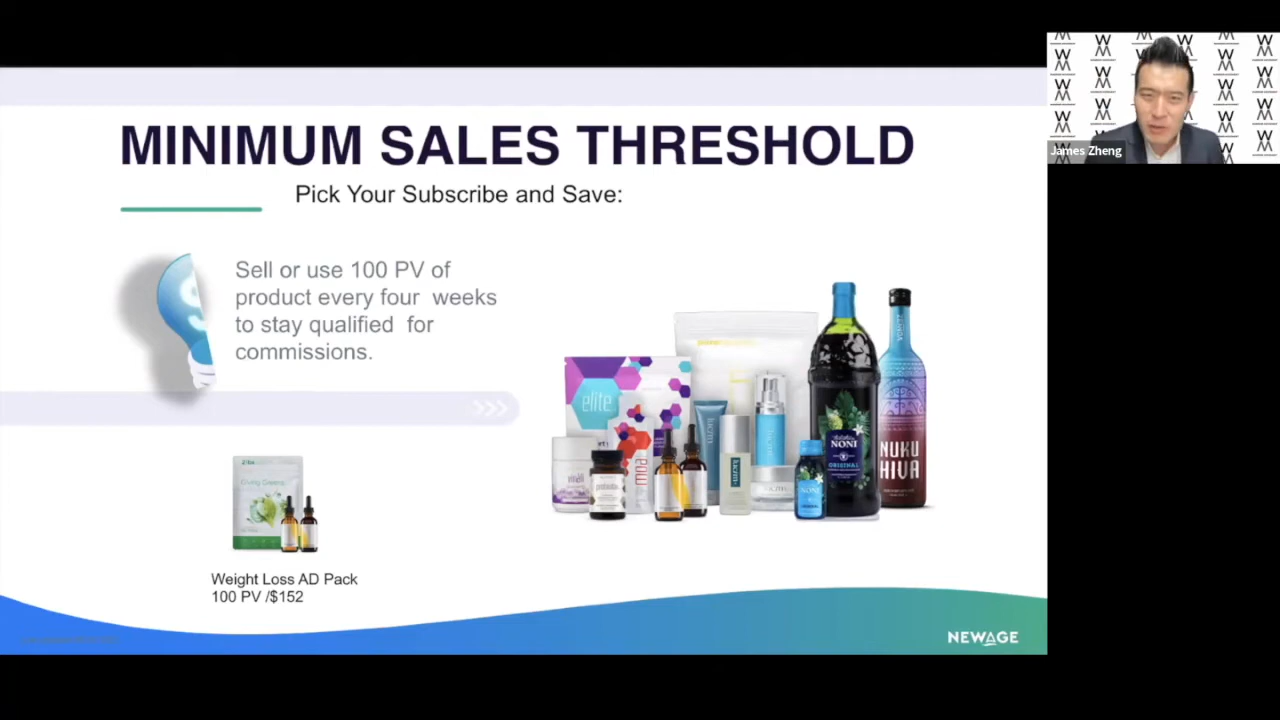 MINIMUM SALES THRESHOLD
Pick Your Subscribe and Save:
Sell or use 100 PV of
product every four weeks
to stay qualified for
commissions.
elite
NONI
ORIGINAL
NUKU
HIVA
Weight Loss AD Pack
100 PV /$152
NEWAGE
James Zheng